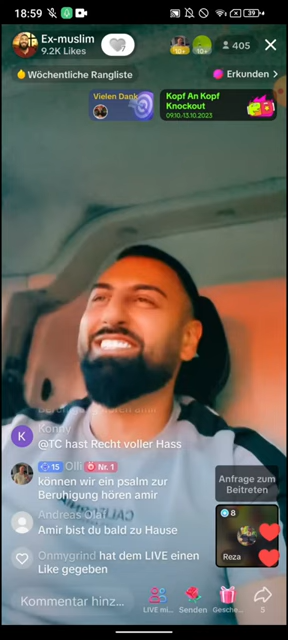 18:59
39
Ex-muslim
9.2K Likes
10+
10+
405
Wöchentliche Rangliste
Erkunden >
Vielen Dank
Kopf An Kopf
Knockout
09.10-13.10.2023
Konny
@TC hast Recht voller Hass
15 Olli Nr. 1
können wir ein psalm zur
Beruhigung hören amir
Andreas Olaf
Amir bist du bald zu Hause
Onmygrind hat dem LIVE einen
Like gegeben
Anfrage zum
Beitreten
8
Reza
Kommentar hinz...
LIVE mi...
Senden
Gesche...
5
K